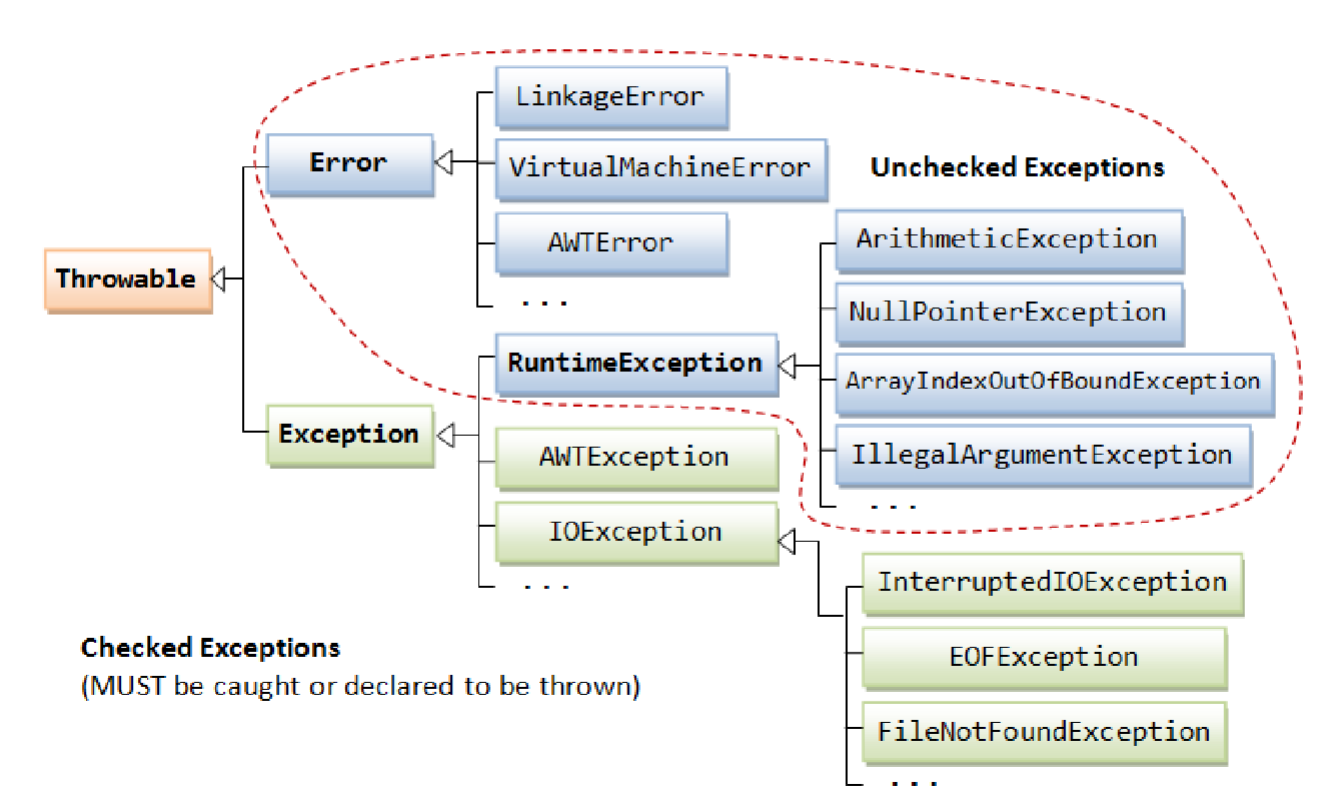 LinkageError
Error
VirtualMachineError
Unchecked Exceptions
AWTError
ArithmeticException
Throwable
...
NullPointerException
RuntimeException
ArrayIndexOutOfBoundException
Exception
AWTException
IllegalArgumentException
...
IOException
...
InterruptedIOException
Checked Exceptions
(MUST be caught or declared to be thrown)
EOFException
FileNotFoundException
...